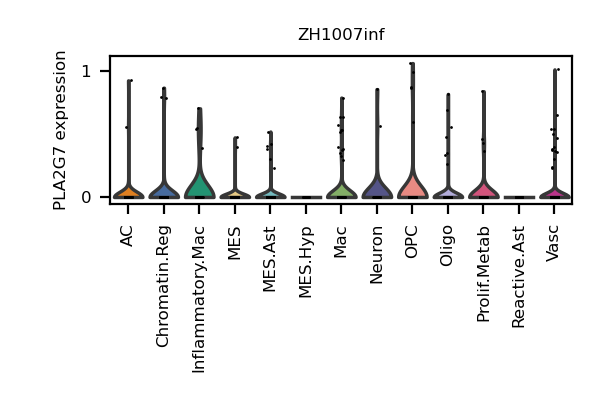 ZH1007inf
PLA2G7 expression
1
0
AC
Chromatin.Reg
Inflammatory.Mac
MES
MES.Ast
MES.Hyp
Mac
Neuron
OPC
Oligo
Prolif.Metab
Reactive.Ast
Vasc